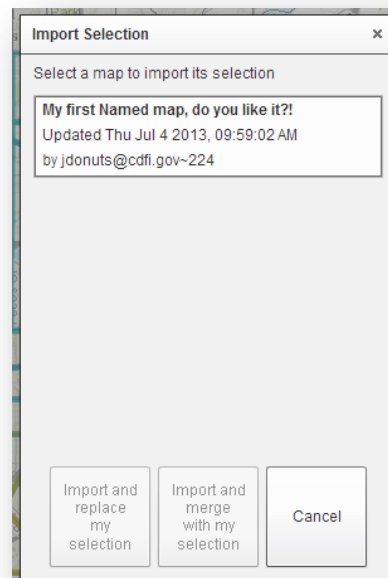 Import Selection
Select a map to import its selection
My first Named map, do you like it?!
Updated Thu Jul 4 2013, 09:59:02 AM
by jdonuts@cdfi.gov~224
Import and
replace
my
selection
Import and
merge
with my
selection
Cancel